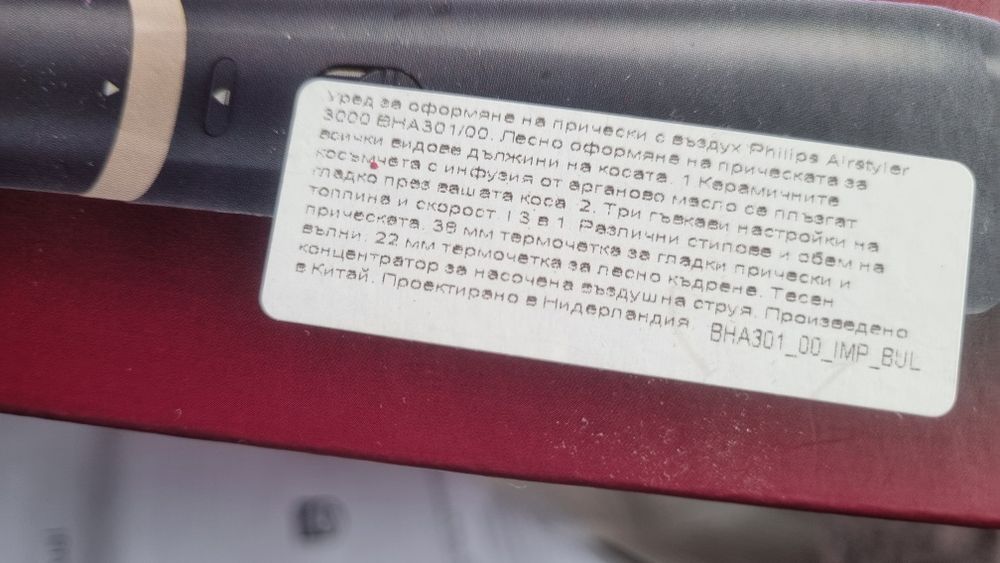 Уред за оформяне на прически с въздух Philips Airstyler
3000 BHA301/00. Лесно оформяне на прическата за
всички видове дължини на косата. 1 Керамичните
косъмчета с инфузия от арганово масло се плъзгат
гладко през вашата коса. 2. Три гъвкави настройки на
топлина и скорост. I 3 в 1. Различни стилове и обем на
прическата. 38 мм термочетка за гладки прически и
вълни. 22 мм термочетка за лесно къдрене. Тесен
концентратор за насочена въздушна струя. Произведено
в Китай. Проектирано в Нидерландия.
BHA301_00_IMP_BUL